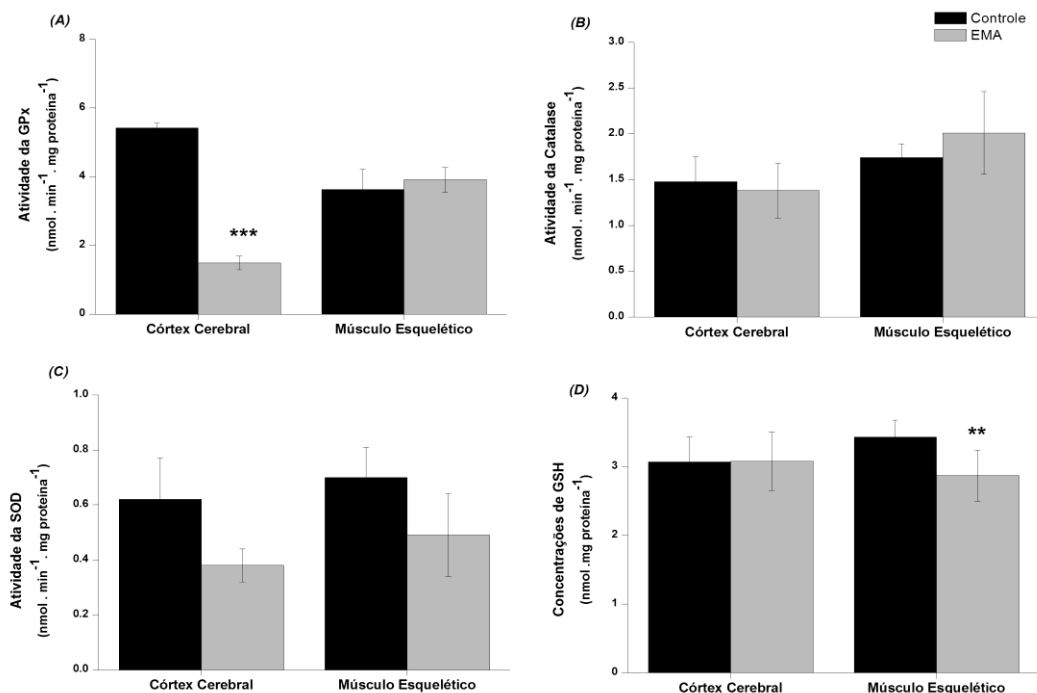 (A)
Atividade da GPx
(nmol . min⁻¹ . mg proteína⁻¹)
8
6
4
2
0
***
Córtex Cerebral
Músculo Esquelético
(B)
Controle
EMA
Atividade da Catalase
(nmol . min⁻¹ . mg proteína⁻¹)
3.0
2.5
2.0
1.5
1.0
0.5
0.0
Córtex Cerebral
Músculo Esquelético
(C)
Atividade da SOD
(nmol . min⁻¹ . mg proteína⁻¹)
1.0
0.8
0.6
0.4
0.2
0.0
Córtex Cerebral
Músculo Esquelético
(D)
Concentrações de GSH
(nmol .mg proteína⁻¹)
4
3
2
1
0
**
Córtex Cerebral
Músculo Esquelético